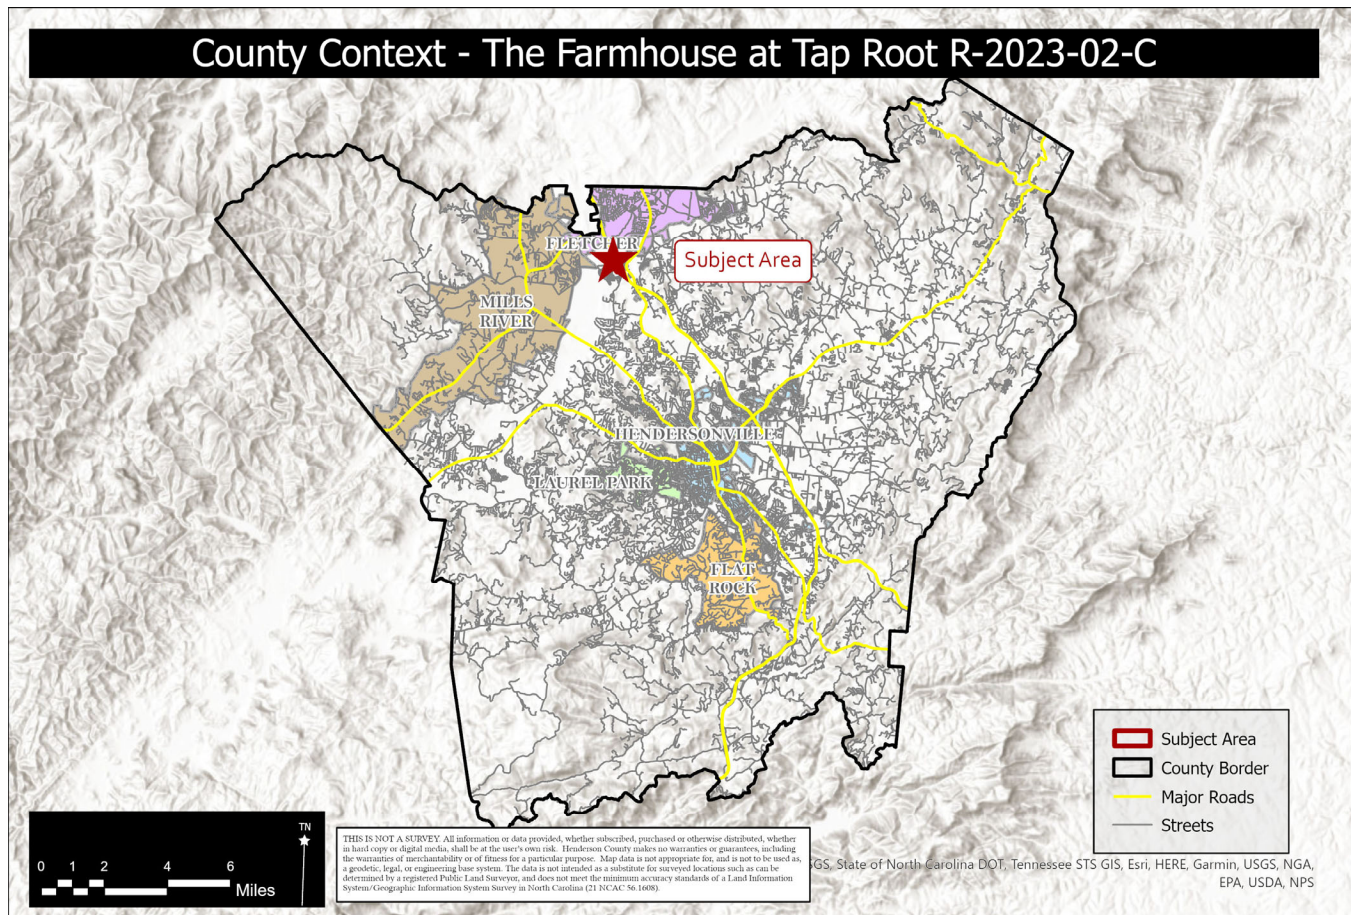 County Context - The Farmhouse at Tap Root R-2023-02-C
FLETCHER
Subject Area
MILLS
RIVER
HENDERSONVILLE
LAUREL PARK
FLAT
ROCK
Subject Area
County Border
Major Roads
Streets
TN
0 1 2 4 6
Miles
THIS IS NOT A SURVEY. All information or data provided, whether subscribed, purchased or otherwise distributed, whether
in hard copy or digital media, shall be at the user's own risk. Henderson County makes no warranties or guarantees, including
the warranties of merchantability or of fitness for a particular purpose. Map data is not appropriate for, and is not to be used as,
a geodetic, legal, or engineering base system. The data is not intended as a substitute for surveyed locations such as can be
determined by a registered Public Land Surveyor, and does not meet the minimum accuracy standards of a Land Information
System/Geographic Information System Survey in North Carolina (21 NCAC 56.1608).
State of North Carolina DOT, Tennessee STS GIS, Esri, HERE, Garmin, USGS, NGA,
EPA, USDA, NPS